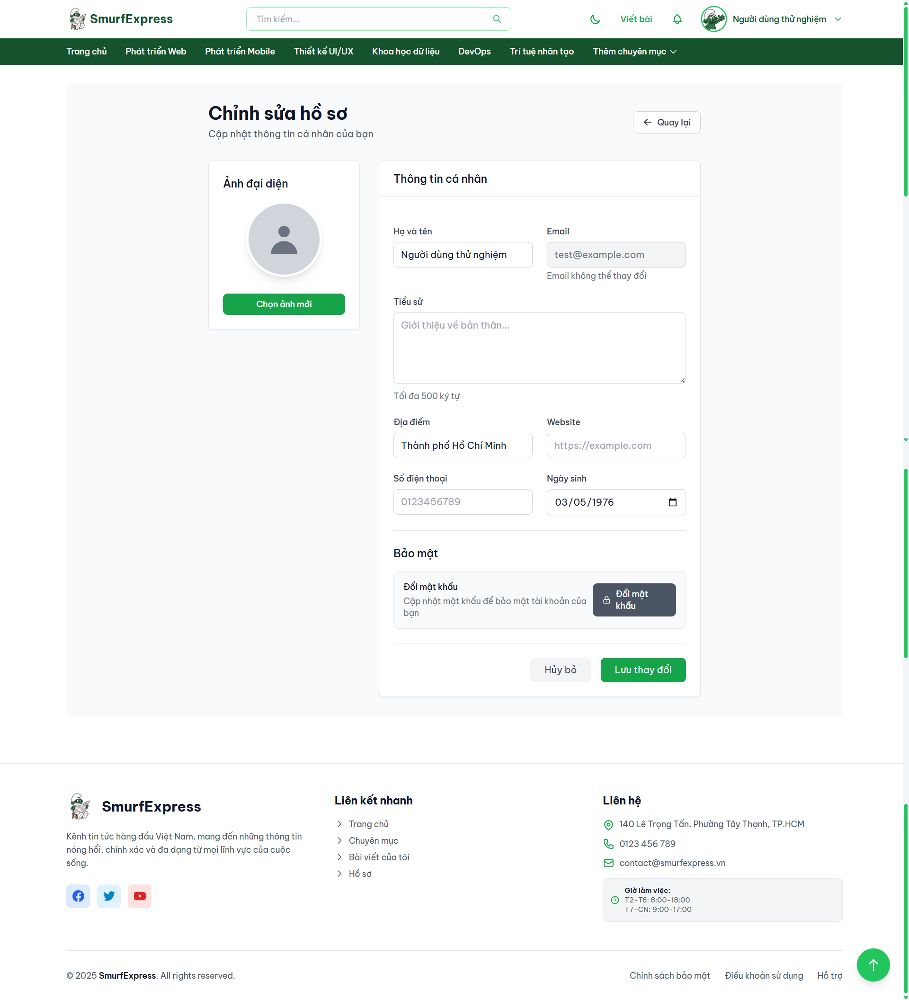 SmurfExpress
Tìm kiếm...
Viết bài
Người dùng thử nghiệm
Trang chủ
Phát triển Web
Phát triển Mobile
Thiết kế UI/UX
Khoa học dữ liệu
DevOps
Trí tuệ nhân tạo
Thêm chuyên mục
Chỉnh sửa hồ sơ
Cập nhật thông tin cá nhân của bạn
Quay lại
Ảnh đại diện
Chọn ảnh mới
Thông tin cá nhân
Họ và tên
Người dùng thử nghiệm
Email
test@example.com
Email không thể thay đổi
Tiểu sử
Giới thiệu về bản thân...
Tối đa 500 ký tự
Địa điểm
Thành phố Hồ Chí Minh
Website
https://example.com
Số điện thoại
0123456789
Ngày sinh
03/05/1976
Bảo mật
Đổi mật khẩu
Cập nhật mật khẩu để bảo mật tài khoản của
bạn
Đổi mật
khẩu
Hủy bỏ
Lưu thay đổi
SmurfExpress
Kênh tin tức hàng đầu Việt Nam, mang đến những thông tin
nóng hổi, chính xác và đa dạng từ mọi lĩnh vực của cuộc
sống.
Liên kết nhanh
Trang chủ
Chuyên mục
Bài viết của tôi
Hồ sơ
Liên hệ
140 Lê Trọng Tấn, Phường Tây Thạnh, TP.HCM
0123 456 789
contact@smurfexpress.vn
Giờ làm việc:
T2-T6: 8:00-18:00
T7-CN: 9:00-17:00
© 2025 SmurfExpress. All rights reserved.
Chính sách bảo mật
Điều khoản sử dụng
Hỗ trợ